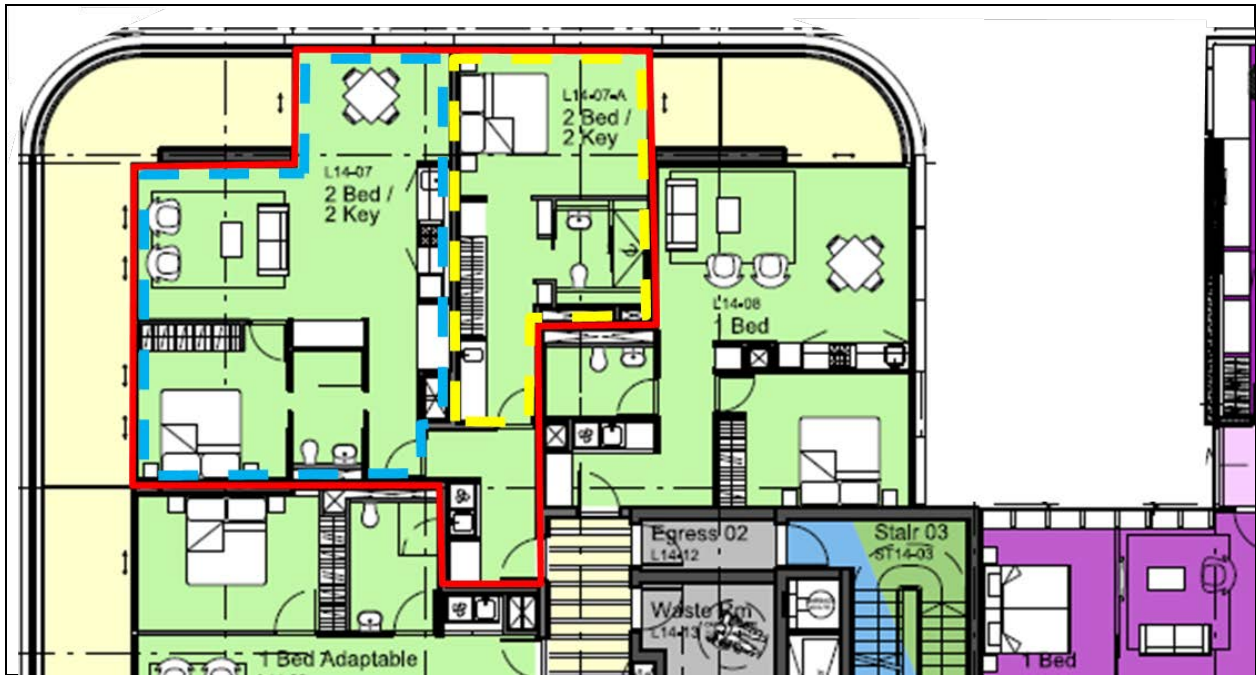 L14-07-A
2 Bed /
2 Key
L14-07
2 Bed /
2 Key
L14-08
1 Bed
Egress 02
L14-12
Stair 03
ST14-03
Waste Rm
L14-13
1 Bed Adaptable
1 Bed